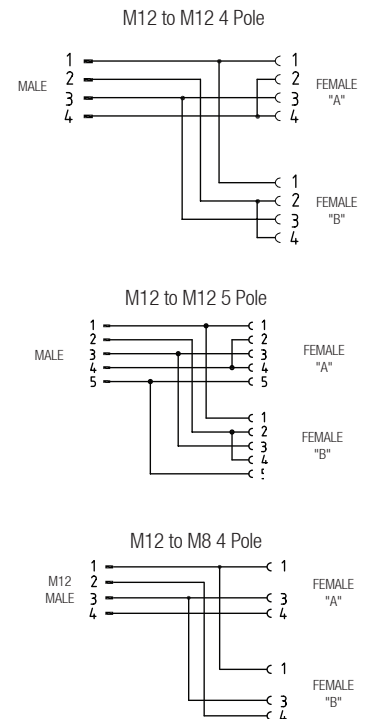 M12 to M12 4 Pole
1 1
2 2
MALE FEMALE
3 3
"A"
4 4
1
2
FEMALE
3
"B"
4
M12 to M12 5 Pole
1 1
2 2
MALE 3 3 FEMALE
4 4 "A"
5 5
1
2
FEMALE
3
"B"
4
M12 to M8 4 Pole
1 1
M12 2 FEMALE
MALE 3 3 "A"
4 4
1
FEMALE
3 "B"
4